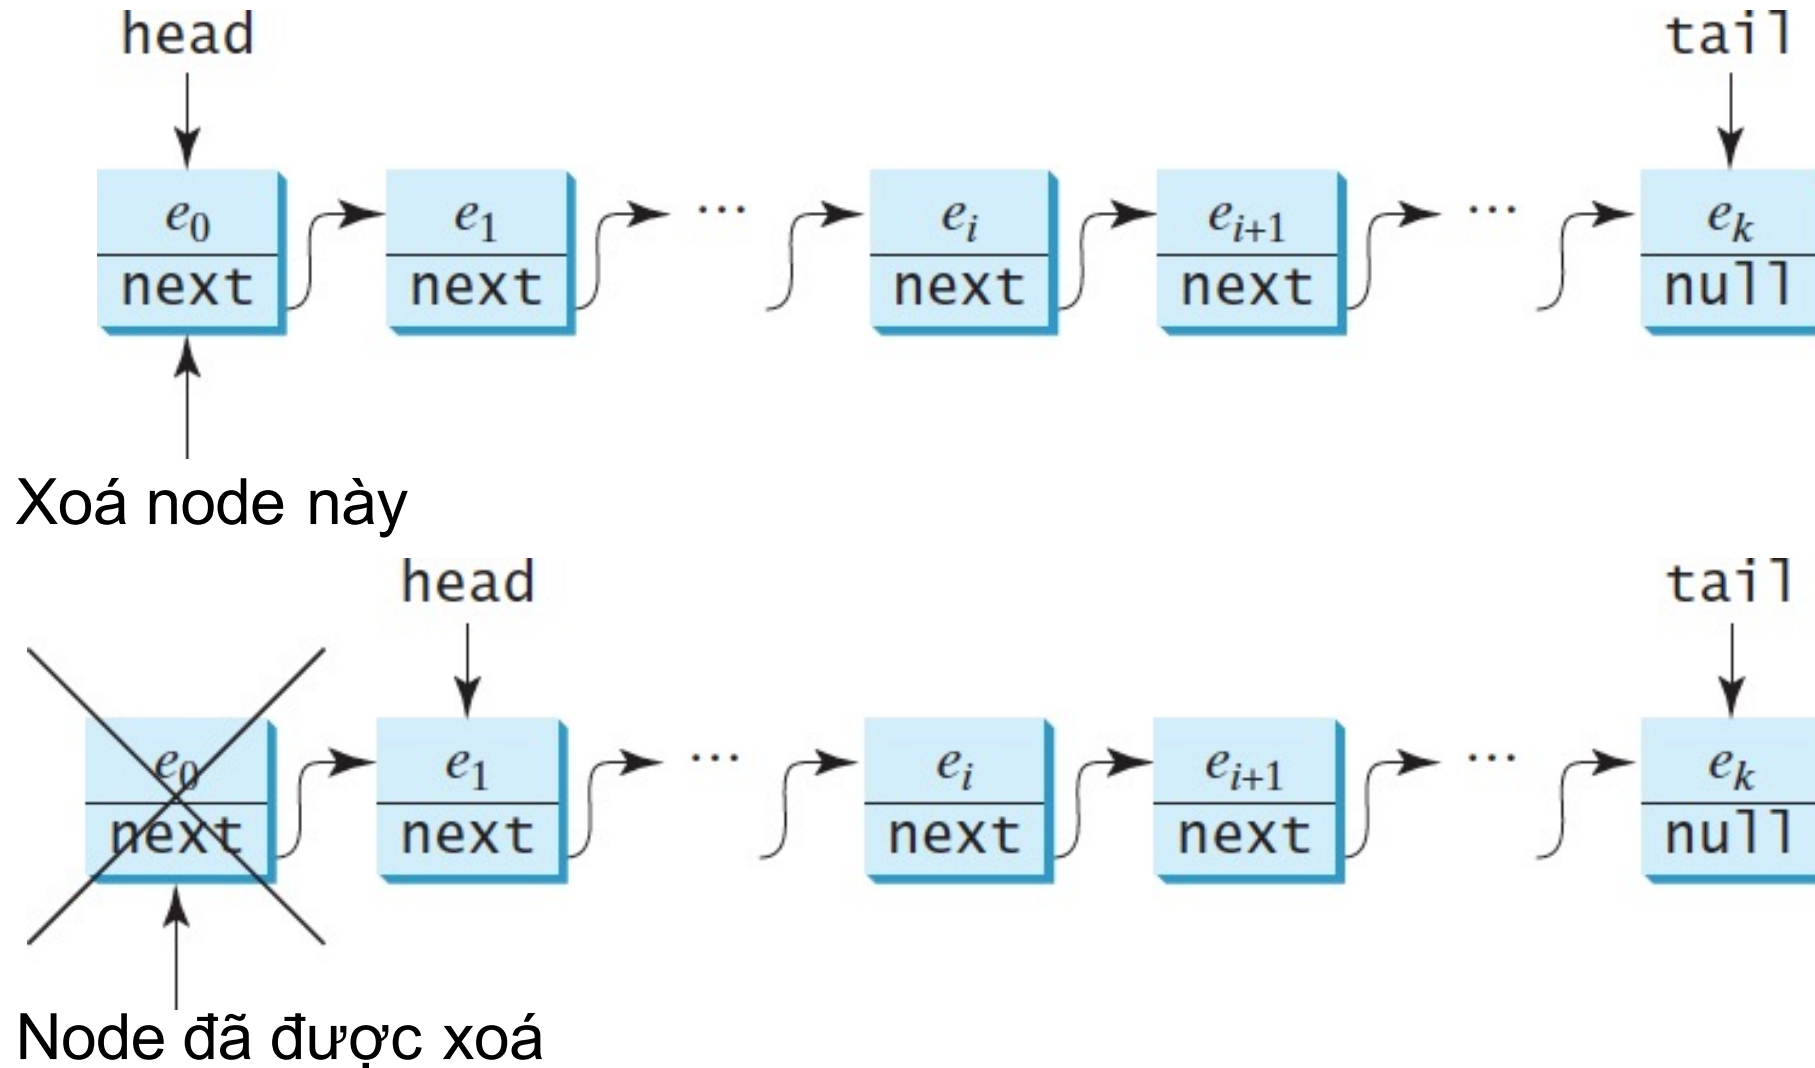 head tail
e0 e1 ... ei ei+1 ... ek
next next next next null
Xoá node này
head tail
e0 e1 ... ei ei+1 ... ek
next next next next null
Node đã được xoá